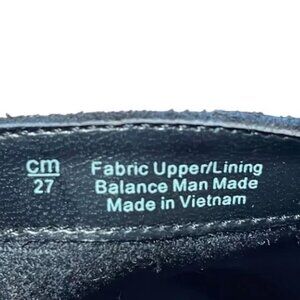 cm
27
Fabric Upper/Lining
Balance Man Made
Made in Vietnam